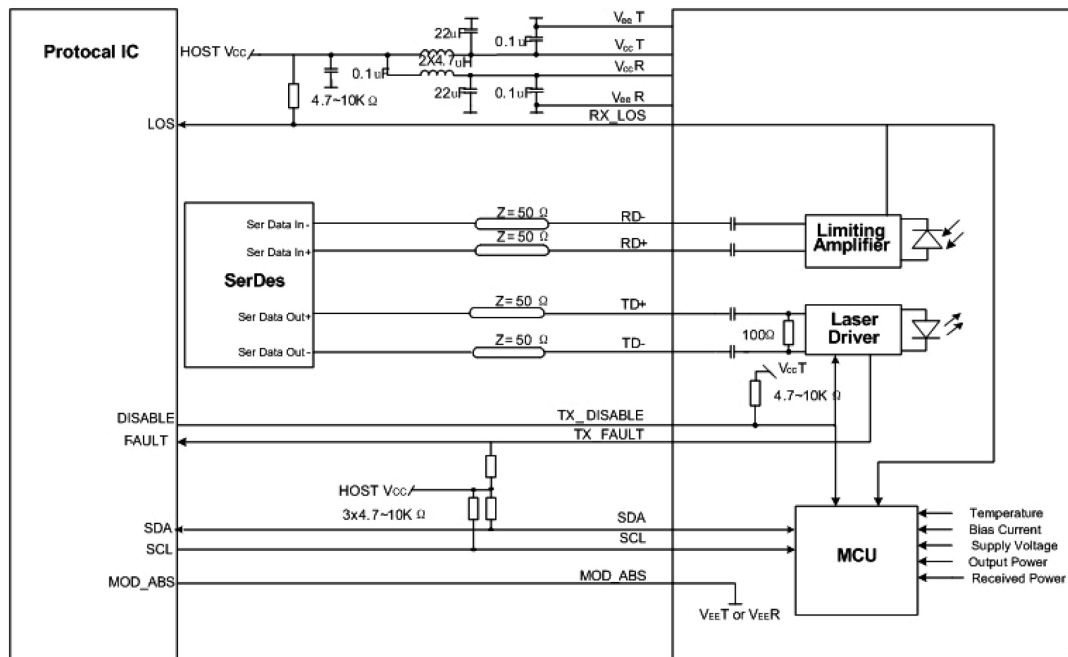 Protocal IC
HOST Vcc
22uF
0.1uF
Vee T
Vcc T
2X4.7uH
0.1uF
Vcc R
4.7~10K Ω
22uF
0.1uF
Vee R
LOS
RX_LOS
SerDes
Ser Data In -
Ser Data In+
Ser Data Out+
Ser Data Out -
Z= 50 Ω
RD-
Z= 50 Ω
RD+
Z= 50 Ω
TD+
Z= 50 Ω
TD-
Limiting
Amplifier
100Ω
Laser
Driver
VccT
4.7~10K Ω
DISABLE
TX_DISABLE
FAULT
TX_FAULT
HOST Vcc
3x4.7~10K Ω
SDA
SDA
SCL
SCL
MOD_ABS
MOD_ABS
VEET or VEER
MCU
Temperature
Bias Current
Supply Voltage
Output Power
Received Power